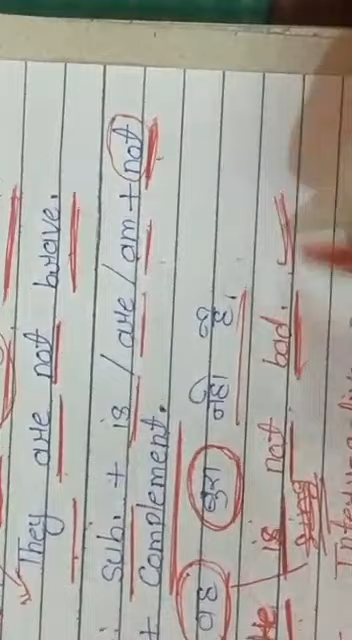 They are not brave.
Sub. + is / are / am + not
+ Complement.
वह बुरा नहीं है।
He is not bad.